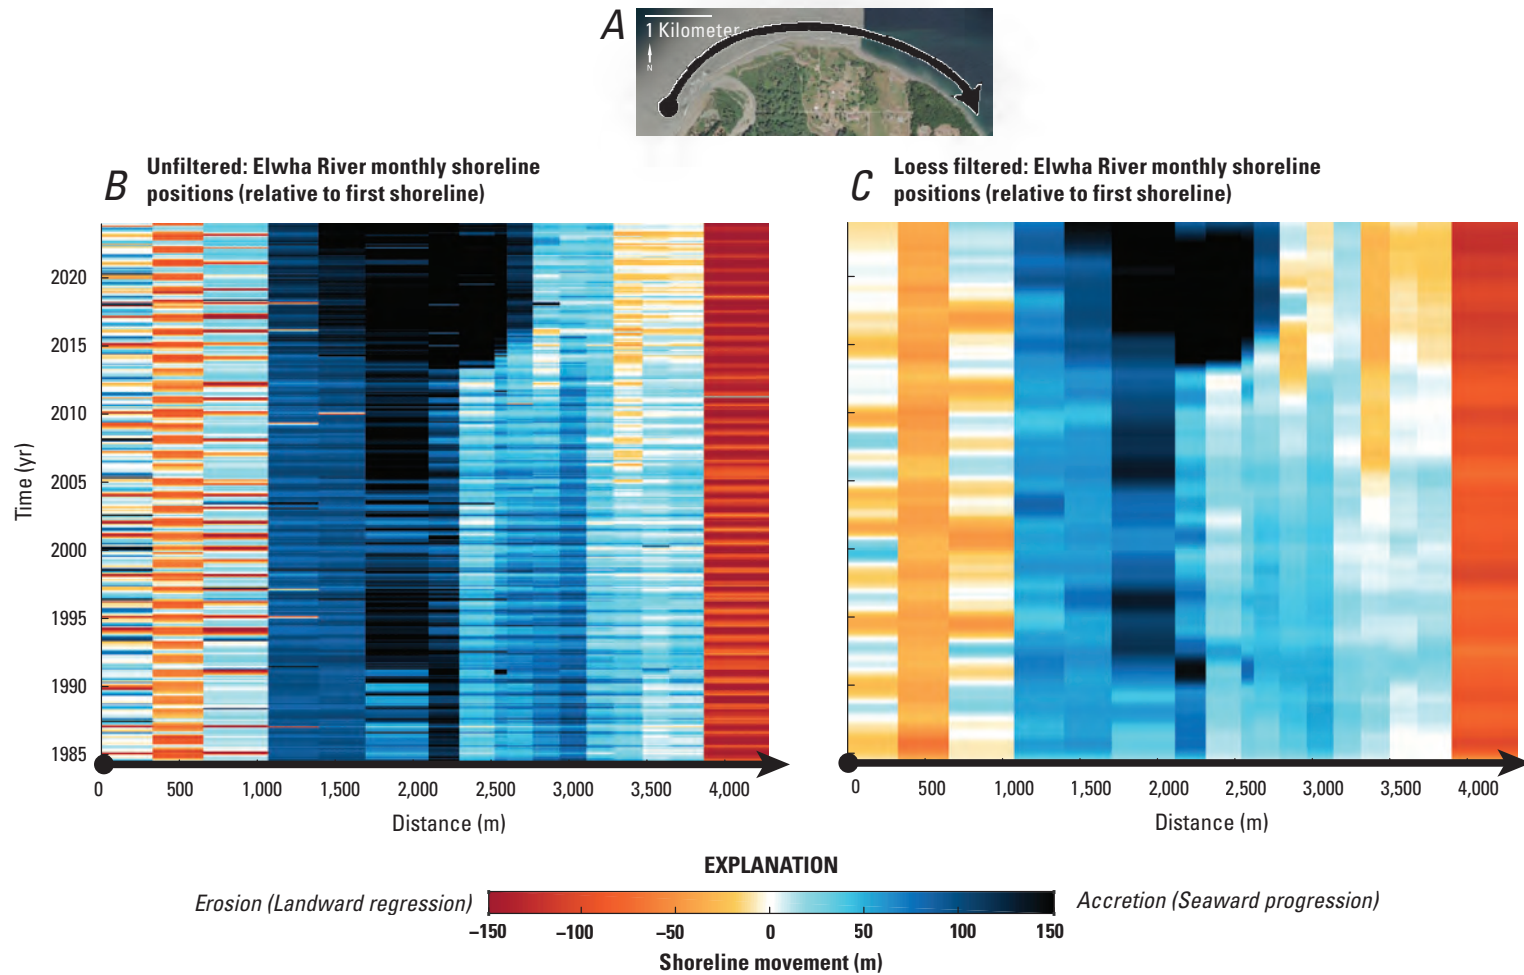 A
1 Kilometer
N
B
Unfiltered: Elwha River monthly shoreline
positions (relative to first shoreline)
C
Loess filtered: Elwha River monthly shoreline
positions (relative to first shoreline)
Time (yr)
2020
2015
2010
2005
2000
1995
1990
1985
0 500 1,000 1,500 2,000 2,500 3,000 3,500 4,000
Distance (m)
0 500 1,000 1,500 2,000 2,500 3,000 3,500 4,000
Distance (m)
EXPLANATION
Erosion (Landward regression)
Accretion (Seaward progression)
−150 −100 −50 0 50 100 150
Shoreline movement (m)